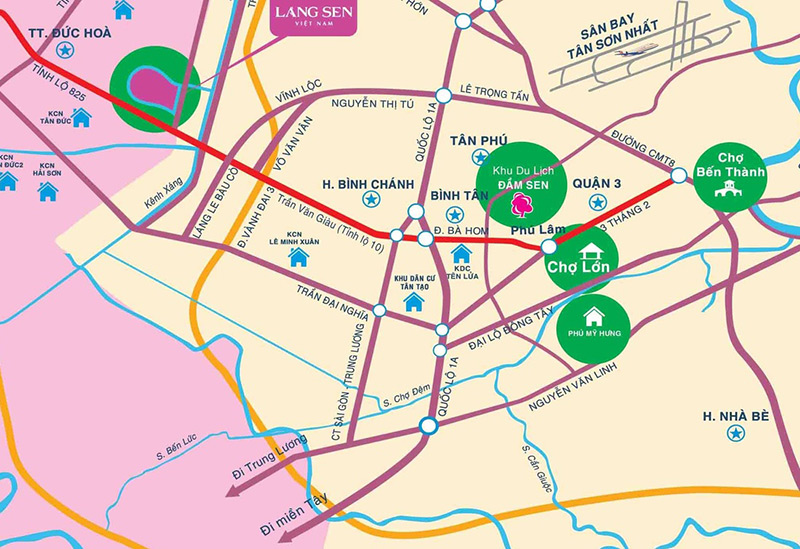 LANG SEN
VIỆT NAM
HÓN
SÂN BAY
TÂN SƠN NHẤT
TT. ĐỨC HOÀ
TỈNH LỘ 825
VĨNH LỘC
NGUYỄN THỊ TÚ
LÊ TRỌNG TẤN
QUỐC LỘ 1A
VÕ VĂN VÂN
KCN
TÂN ĐỨC
KCN
ĐỨC2
KCN
HẢI SƠN
Kênh Xáng
LÁNG LE BÀU CÒ
Đ.VÀNH ĐAI 3
TÂN PHÚ
Khu Du Lịch
ĐẦM SEN
ĐƯỜNG CMT8
Chợ
Bến Thành
H. BÌNH CHÁNH
BÌNH TÂN
QUẬN 3
3 THÁNG 2
Trần Văn Giàu (Tỉnh lộ 10)
Đ. BÀ HOM
Phú Lâm
Chợ Lớn
KCN
LÊ MINH XUÂN
KHU DÂN CƯ
TÂN TẠO
KDC
TÊN LỬA
TRẦN ĐẠI NGHĨA
ĐẠI LỘ ĐÔNG TÂY
PHÚ MỸ HƯNG
CT SÀI GÒN - TRUNG LƯƠNG
S. Chợ Đệm
QUỐC LỘ 1A
NGUYỄN VĂN LINH
H. NHÀ BÈ
S. Bến Lức
S. Cần Giuộc
Đi Trung Lương
Đi miền Tây